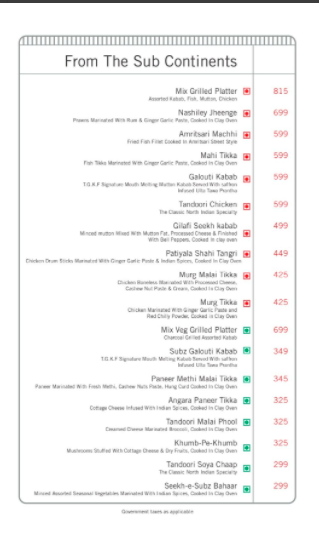 From The Sub Continents
Mix Grilled Platter 815
Assorted Kabab, Fish, Mutton, Chicken
Nashiley Jheenge 699
Prawns Marinated With Rum & Ginger Garlic Paste, Cooked In Clay Oven
Amritsari Machhi 599
Fried Fish Fillet Cooked In Amritsari Street Style
Mahi Tikka 599
Fish Tikka Marinated With Ginger Garlic Paste, Cooked In Clay Oven
Galouti Kabab 599
T.G.A.F Signature Mouth Melting Mutton Kabab Served With saffron
Infused Ulta Tawa Prantha
Tandoori Chicken 599
The Classic North Indian Specialty
Gilafi Seekh kabab 499
Minced mutton Mixed With Mutton Fat, Processed Cheese & Finished
With Bell Peppers, Cooked In clay oven
Patiyala Shahi Tangri 449
Chicken Drum Sticks Marinated With Ginger Garlic Paste & Indian Spices, Cooked In Clay Oven
Murg Malai Tikka 425
Chicken Boneless Marinated With Processed Cheese,
Cashew Nut Paste & Cream, Cooked In Clay Oven
Murg Tikka 425
Chicken Marinated With Ginger Garlic Paste and
Red Chilly Powder, Cooked In Clay Oven
Mix Veg Grilled Platter 699
Charcoal Grilled Assorted Kabab
Subz Galouti Kabab 349
T.G.A.F Signature Mouth Melting Kabab Served With saffron
Infused Ulta Tawa Prantha
Paneer Methi Malai Tikka 345
Paneer Marinated With Fresh Methi, Cashew Nuts Paste, Hung Curd Cooked In Clay Oven
Angara Paneer Tikka 325
Cottage Cheese Infused With Indian Spices, Cooked In Clay Oven
Tandoori Malai Phool 325
Creamed Cheese Marinated Broccoli, Cooked In Clay Oven
Khumb-Pe-Khumb 325
Mushrooms Stuffed With Cottage Cheese & Dry Fruits, Cooked In Clay Oven
Tandoori Soya Chaap 299
The Classic North Indian Specialty
Seekh-e-Subz Bahaar 299
Minced Assorted Seasonal Vegetables Marinated With Indian Spices, Cooked In Clay Oven
Government taxes as applicable